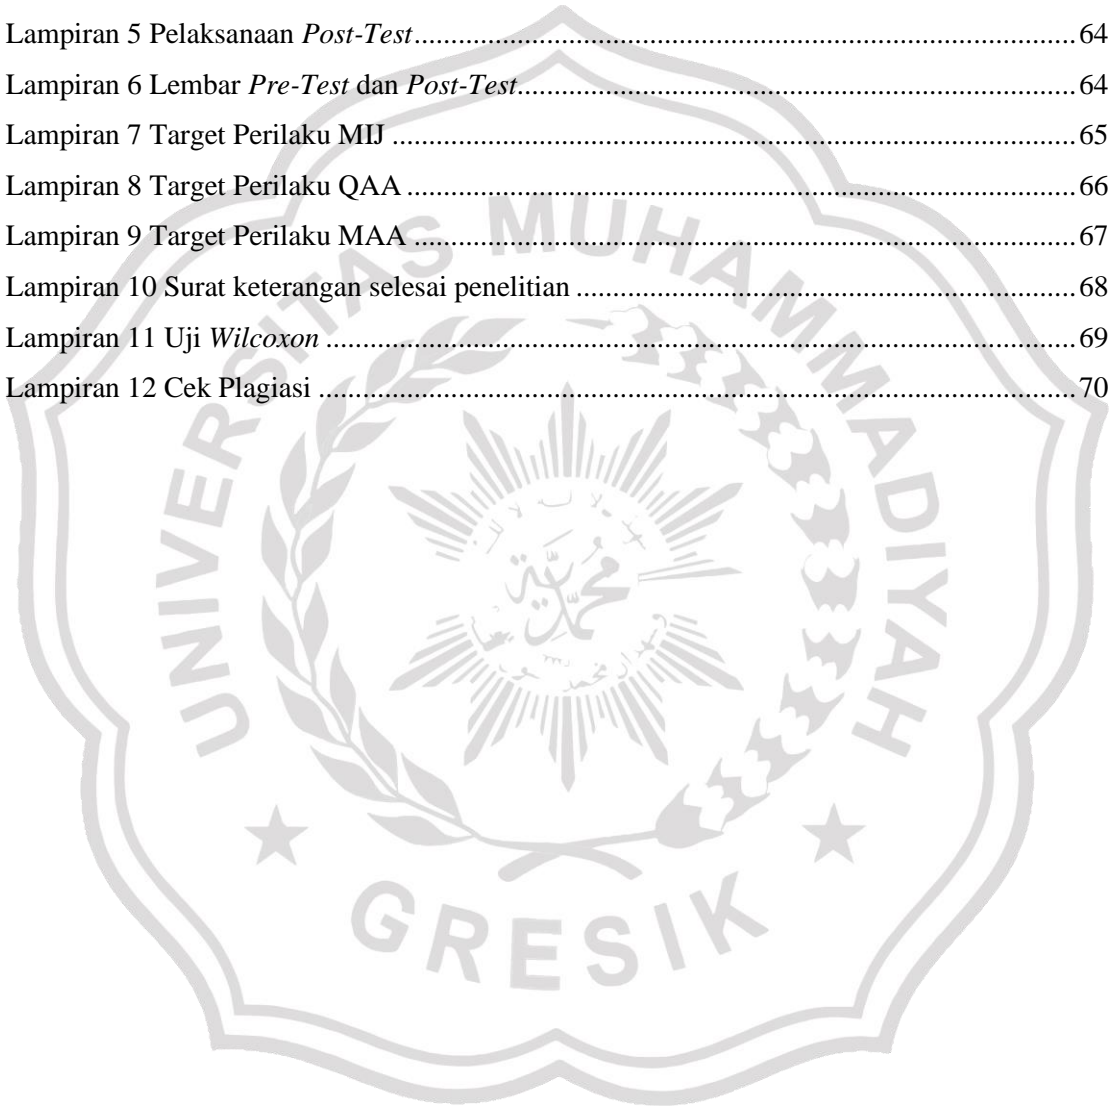 Lampiran 5 Pelaksanaan Post-Test........................................................................................64
Lampiran 6 Lembar Pre-Test dan Post-Test..........................................................................64
Lampiran 7 Target Perilaku MIJ ...........................................................................................65
Lampiran 8 Target Perilaku QAA .........................................................................................66
Lampiran 9 Target Perilaku MAA ........................................................................................67
Lampiran 10 Surat keterangan selesai penelitian ..................................................................68
Lampiran 11 Uji Wilcoxon ...................................................................................................69
Lampiran 12 Cek Plagiasi ....................................................................................................70
UNIVERSITAS MUHAMMADIYAH
محمدية
GRESIK